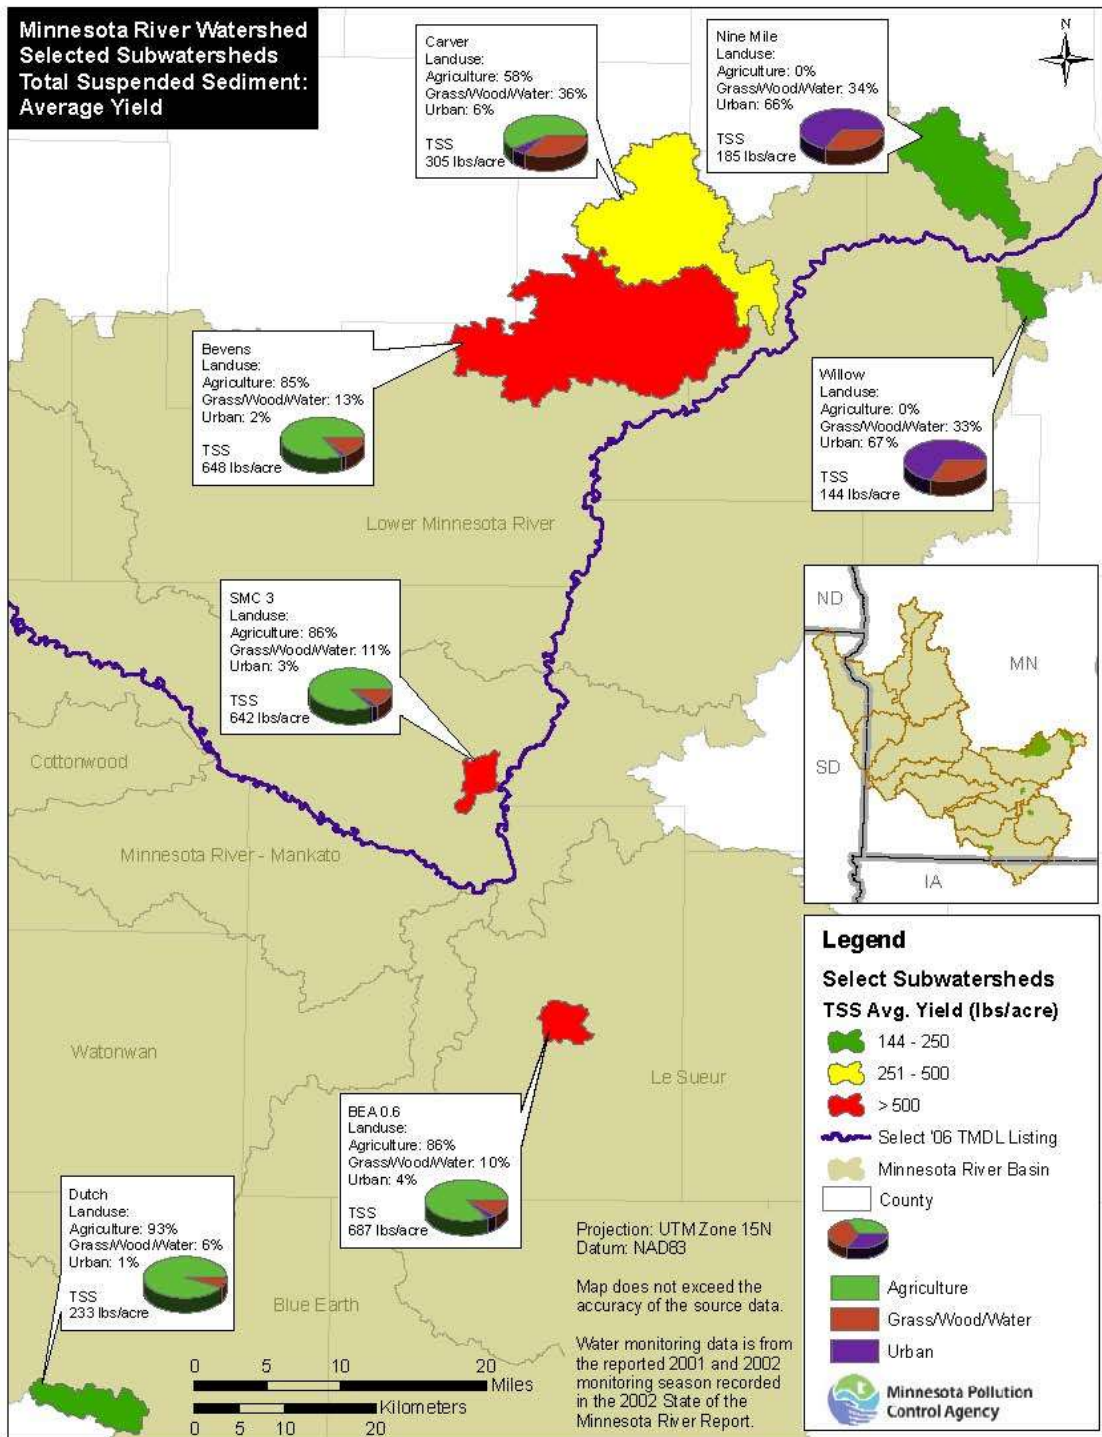 Minnesota River Watershed
Selected Subwatersheds
Total Suspended Sediment:
Average Yield
Carver
Landuse:
Agriculture: 58%
Grass/Wood/Water: 36%
Urban: 6%
TSS
305 lbs/acre
Nine Mile
Landuse:
Agriculture: 0%
Grass/Wood/Water: 34%
Urban: 66%
TSS
185 lbs/acre
N
Bevens
Landuse:
Agriculture: 85%
Grass/Wood/Water: 13%
Urban: 2%
TSS
648 lbs/acre
Willow
Landuse:
Agriculture: 0%
Grass/Wood/Water: 33%
Urban: 67%
TSS
144 lbs/acre
Lower Minnesota River
SMC 3
Landuse:
Agriculture: 86%
Grass/Wood/Water: 11%
Urban: 3%
TSS
642 lbs/acre
ND
MN
SD
IA
Cottonwood
Minnesota River - Mankato
Watonwan
Le Sueur
BEA 0.6
Landuse:
Agriculture: 86%
Grass/Wood/Water: 10%
Urban: 4%
TSS
687 lbs/acre
Dutch
Landuse:
Agriculture: 93%
Grass/Wood/Water: 6%
Urban: 1%
TSS
233 lbs/acre
Blue Earth
0 5 10 20
Miles
Kilometers
0 5 10 20
Projection: UTM Zone 15N
Datum: NAD83
Map does not exceed the
accuracy of the source data.
Water monitoring data is from
the reported 2001 and 2002
monitoring season recorded
in the 2002 State of the
Minnesota River Report.
Legend
Select Subwatersheds
TSS Avg. Yield (lbs/acre)
144 - 250
251 - 500
> 500
Select '06 TMDL Listing
Minnesota River Basin
County
Agriculture
Grass/Wood/Water
Urban
Minnesota Pollution
Control Agency